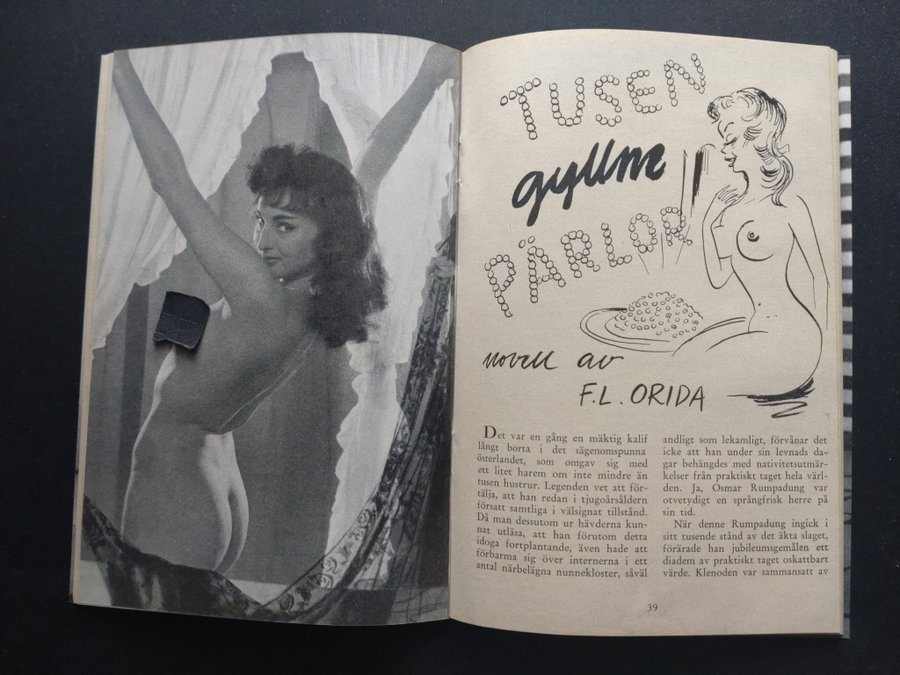 TUSEN
gyllne
PÄRLOR
novell av
F.L. ORIDA
Det var en gång en mäktig kalif
långt borta i det sägenomspunna
österlandet, som omgav sig med
ett litet harem om inte mindre än
tusen hustrur. Legenden vet att för-
tälja, att han redan i tjugoårsåldern
försatt samtliga i välsignat tillstånd.
Då man dessutom ur hävderna kun-
nat utläsa, att han förutom detta
idoga fortplantande, även hade att
förbarma sig över internerna i ett
antal närbelägna nunnekloster, såväl
andligt som lekamligt, förvånar det
icke att han under sin levnads da-
gar behängdes med nativitetsutmär-
kelser från praktiskt taget hela värl-
den. Ja, Osmar Rumpadung var
otvetydigt en språngfrisk herre på
sin tid.
När denne Rumpadung ingick i
sitt tusende stånd av det äkta slaget,
förärade han jubileumsgemålen ett
diadem av praktiskt taget oskattbart
värde. Klenoden var sammansatt av
39